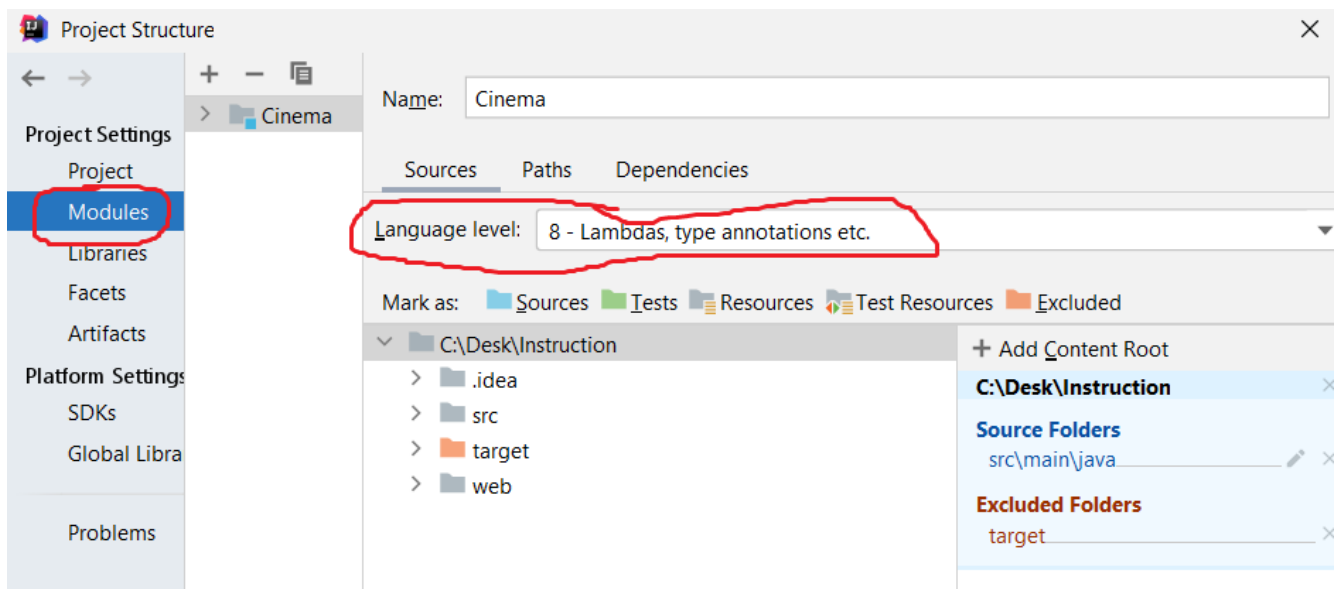 Project Structure
Project Settings
Project
Modules
Libraries
Facets
Artifacts
Platform Settings
SDKs
Global Libra
Problems
Cinema
Name: Cinema
Sources Paths Dependencies
Language level: 8 - Lambdas, type annotations etc.
Mark as: Sources Tests Resources Test Resources Excluded
C:\Desk\Instruction
.idea
src
target
web
+ Add Content Root
C:\Desk\Instruction
Source Folders
src\main\java
Excluded Folders
target